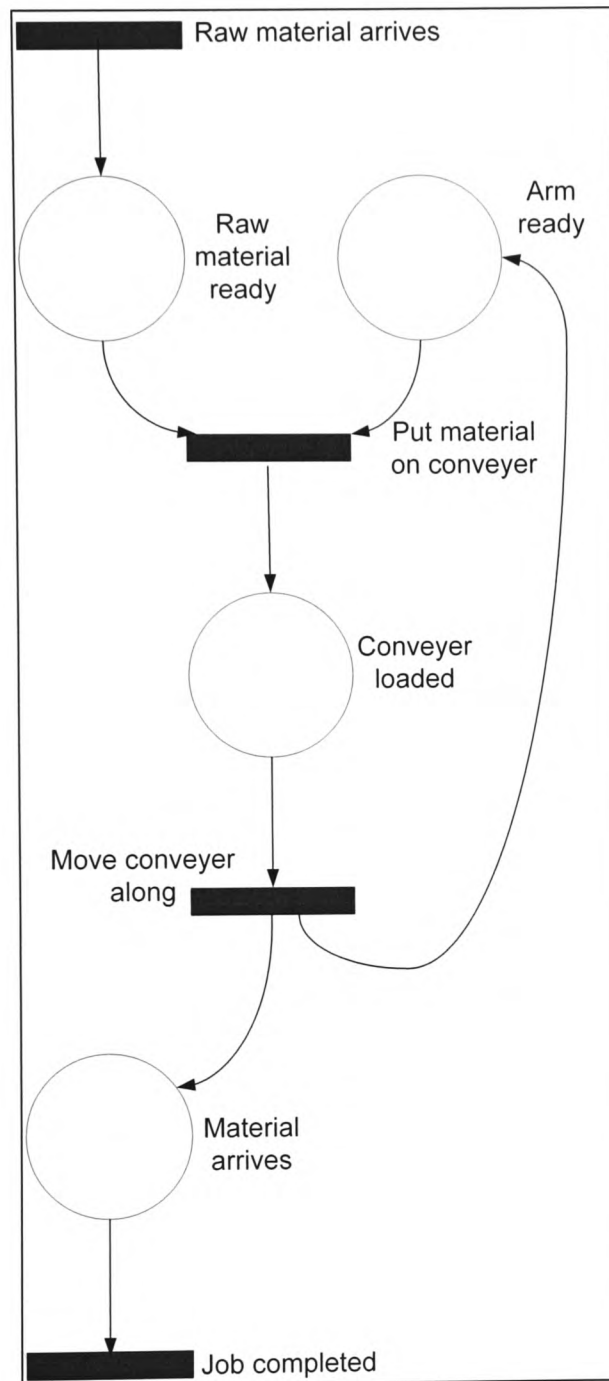 Raw material arrives
Raw
material
ready
Arm
ready
Put material
on conveyer
Conveyer
loaded
Move conveyer
along
Material
arrives
Job completed